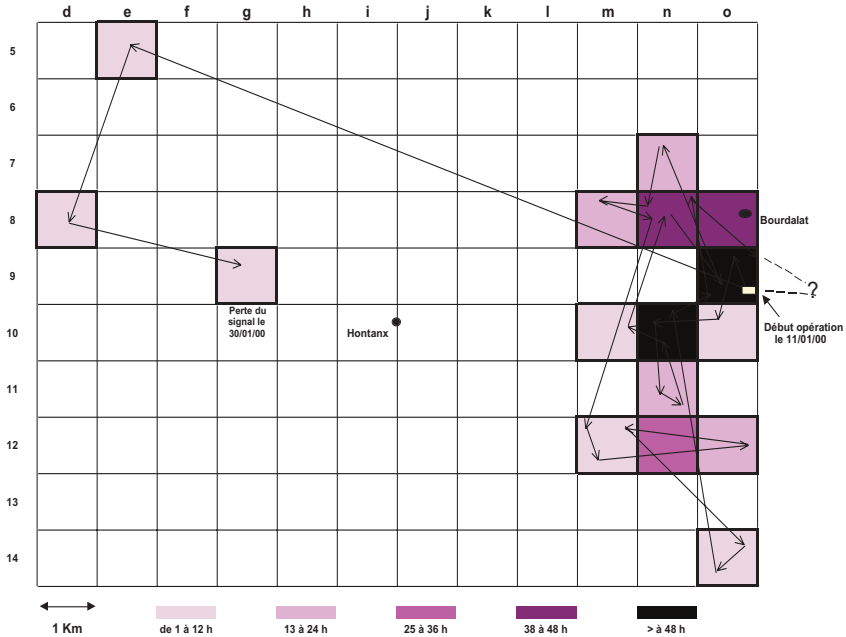 d e f g h i j k l m n o
5
6
7
8
Bourdalat
9
?
Perte du
signal le
30/01/00
10
Hontanx
Début opération
le 11/01/00
11
12
13
14
1 Km
de 1 à 12 h
13 à 24 h
25 à 36 h
38 à 48 h
> à 48 h